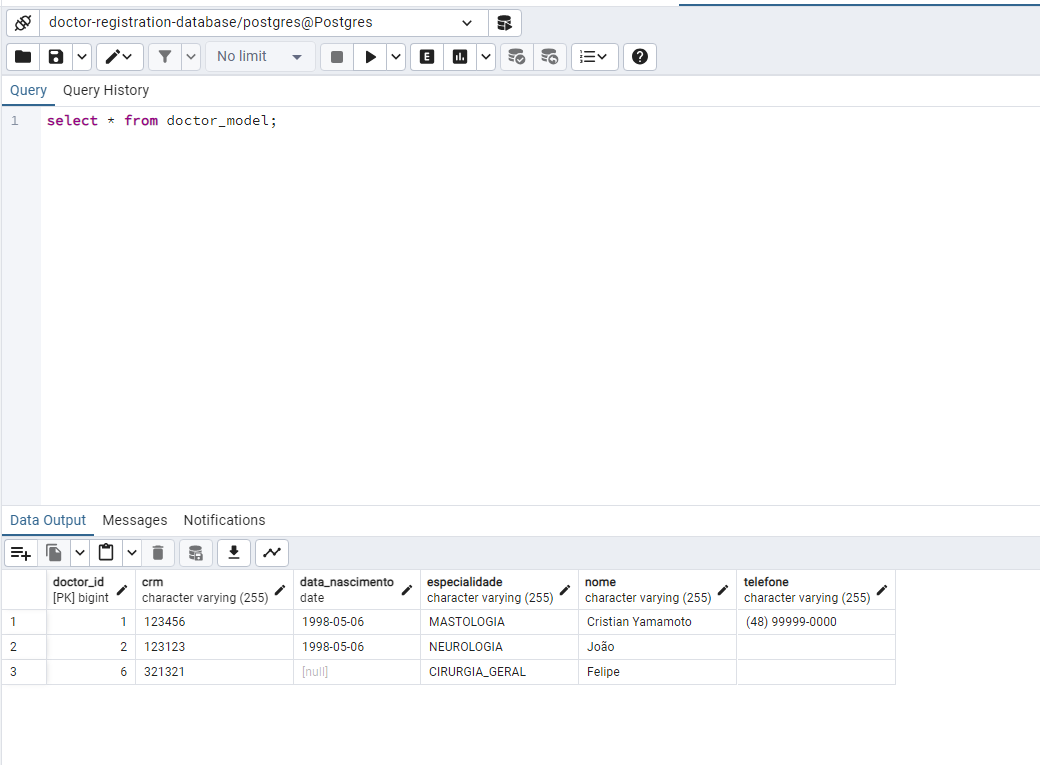 doctor-registration-database/postgres@Postgres
No limit
E
Query Query History
1 select * from doctor_model;
Data Output Messages Notifications
doctor_id crm data_nascimento especialidade nome telefone
[PK] bigint character varying (255) date character varying (255) character varying (255) character varying (255)
1 1 123456 1998-05-06 MASTOLOGIA Cristian Yamamoto (48) 99999-0000
2 2 123123 1998-05-06 NEUROLOGIA João
3 6 321321 [null] CIRURGIA_GERAL Felipe